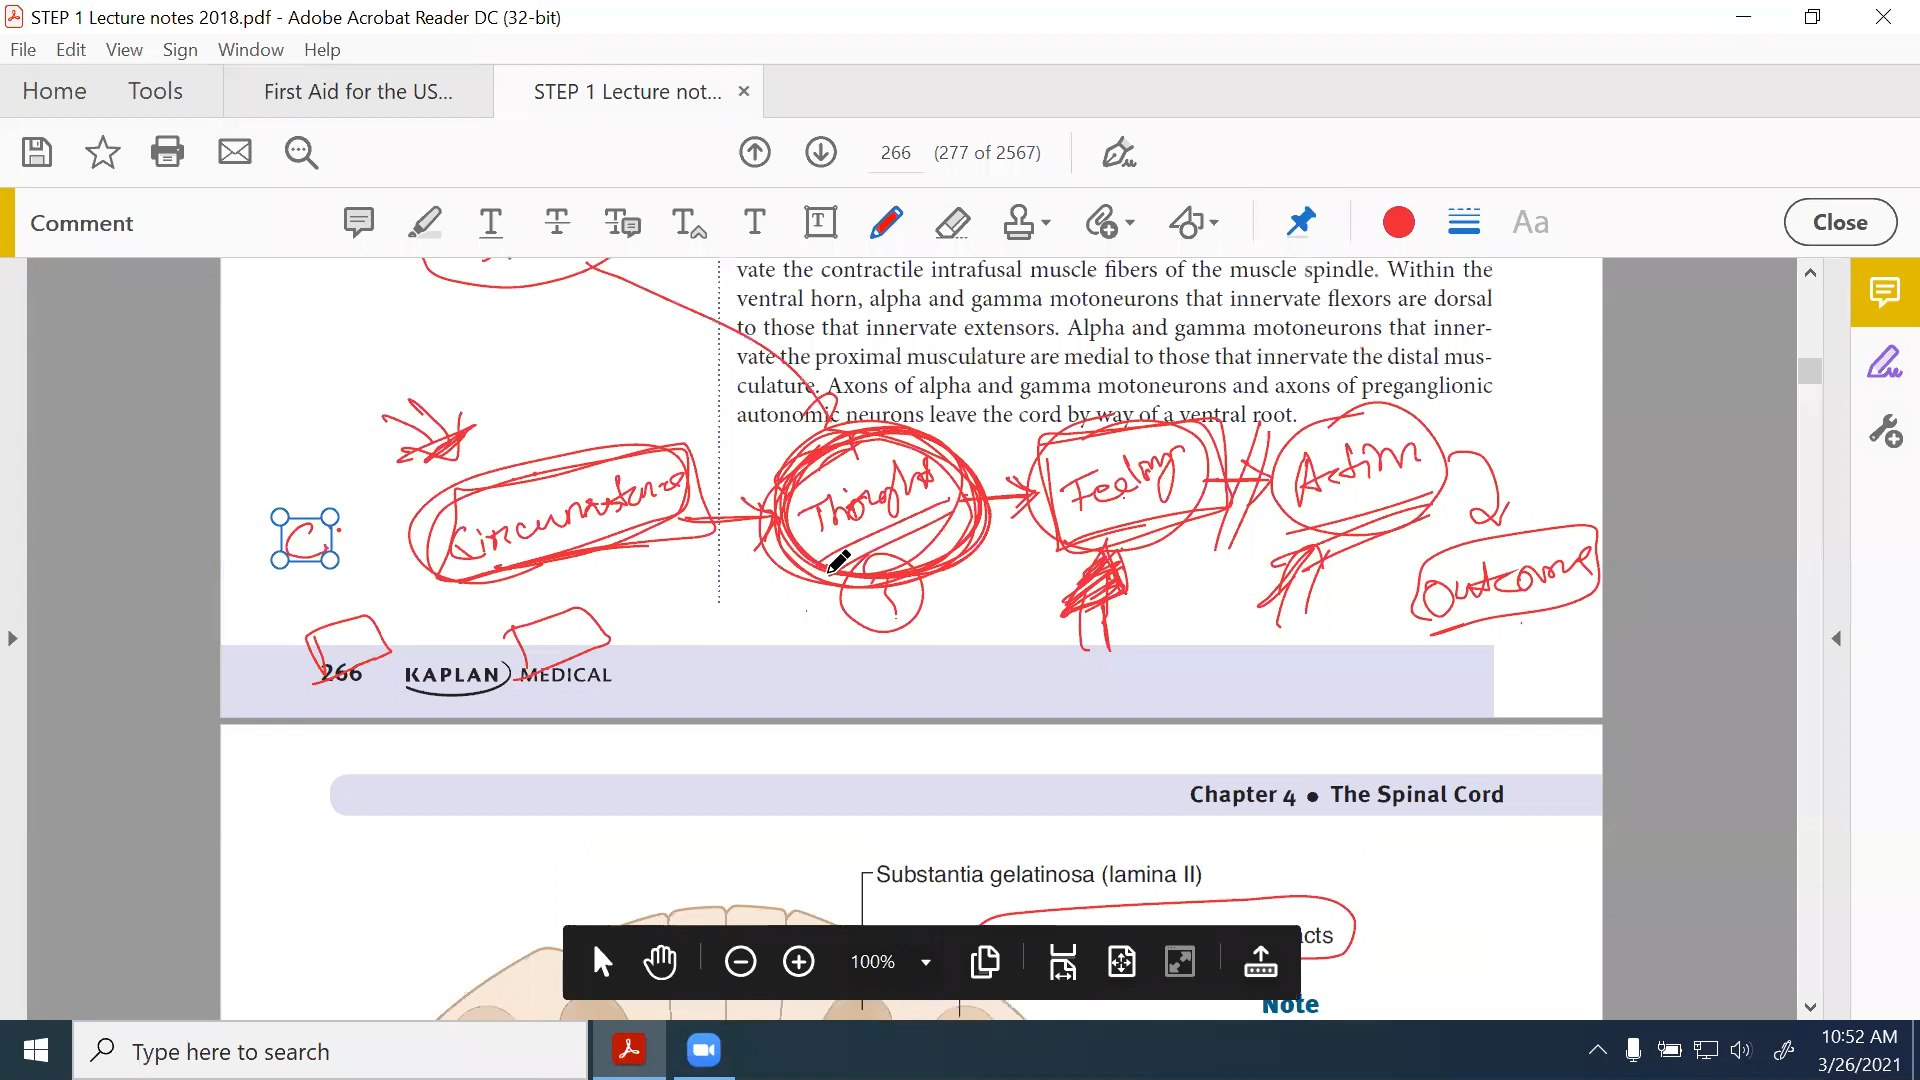 STEP 1 Lecture notes 2018.pdf - Adobe Acrobat Reader DC (32-bit)
File Edit View Sign Window Help
Home Tools First Aid for the US... STEP 1 Lecture not... ×
266 (277 of 2567)
Comment Aa Close
vate the contractile intrafusal muscle fibers of the muscle spindle. Within the
ventral horn, alpha and gamma motoneurons that innervate flexors are dorsal
to those that innervate extensors. Alpha and gamma motoneurons that inner-
vate the proximal musculature are medial to those that innervate the distal mus-
culature. Axons of alpha and gamma motoneurons and axons of preganglionic
autonomic neurons leave the cord by way of a ventral root.
Circumstance Thought Feeling Action
C.
?
Outcome
266 KAPLAN MEDICAL
Chapter 4 • The Spinal Cord
Substantia gelatinosa (lamina II)
acts
100%
Note
Type here to search
10:52 AM
3/26/2021